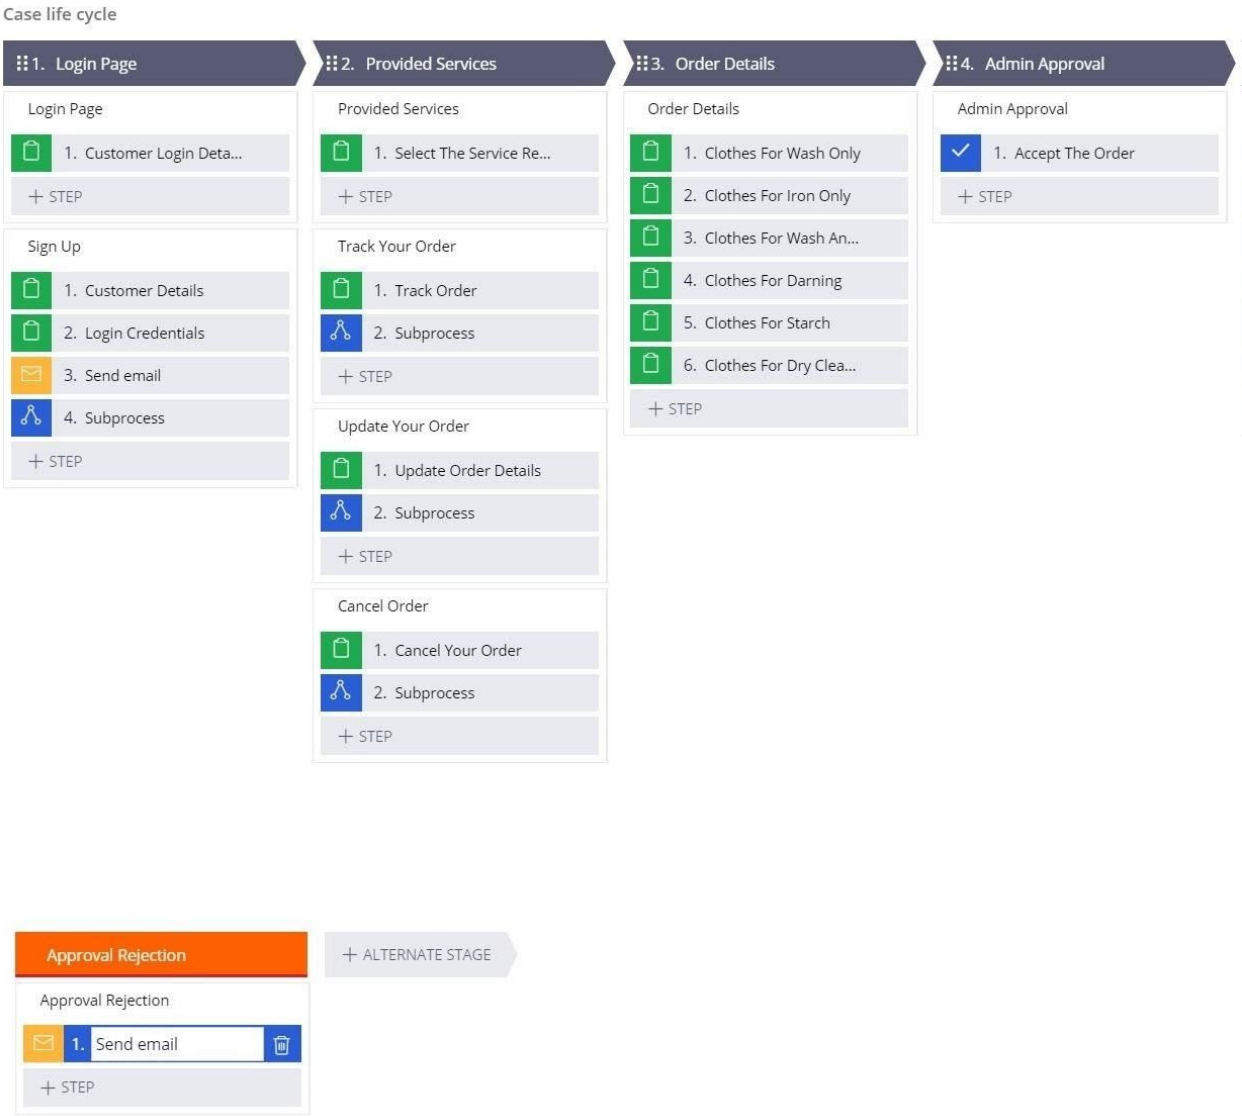 Case life cycle
1. Login Page
Login Page
1. Customer Login Deta...
+ STEP
Sign Up
1. Customer Details
2. Login Credentials
3. Send email
4. Subprocess
+ STEP
2. Provided Services
Provided Services
1. Select The Service Re...
+ STEP
Track Your Order
1. Track Order
2. Subprocess
+ STEP
Update Your Order
1. Update Order Details
2. Subprocess
+ STEP
Cancel Order
1. Cancel Your Order
2. Subprocess
+ STEP
3. Order Details
Order Details
1. Clothes For Wash Only
2. Clothes For Iron Only
3. Clothes For Wash An...
4. Clothes For Darning
5. Clothes For Starch
6. Clothes For Dry Clea...
+ STEP
4. Admin Approval
Admin Approval
1. Accept The Order
+ STEP
Approval Rejection
Approval Rejection
1. Send email
+ STEP
+ ALTERNATE STAGE